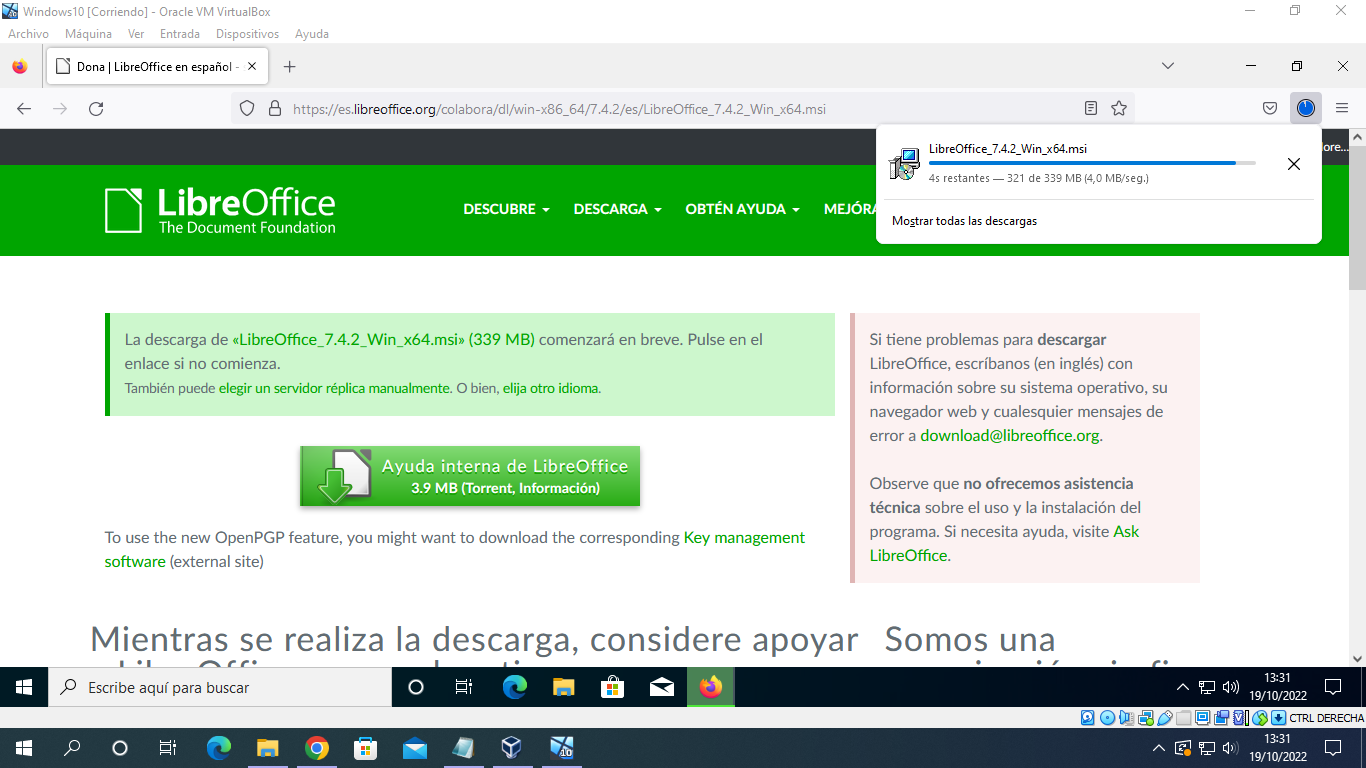 Windows10 [Corriendo] - Oracle VM VirtualBox
Archivo Máquina Ver Entrada Dispositivos Ayuda
Dona | LibreOffice en español -
https://es.libreoffice.org/colabora/dl/win-x86_64/7.4.2/es/LibreOffice_7.4.2_Win_x64.msi
LibreOffice_7.4.2_Win_x64.msi
4s restantes — 321 de 339 MB (4,0 MB/seg.)
Mostrar todas las descargas
LibreOffice
The Document Foundation
DESCUBRE DESCARGA OBTÉN AYUDA MEJÓRA
La descarga de «LibreOffice_7.4.2_Win_x64.msi» (339 MB) comenzará en breve. Pulse en el
enlace si no comienza.
También puede elegir un servidor réplica manualmente. O bien, elija otro idioma.
Ayuda interna de LibreOffice
3.9 MB (Torrent, Información)
To use the new OpenPGP feature, you might want to download the corresponding Key management
software (external site)
Si tiene problemas para descargar
LibreOffice, escríbanos (en inglés) con
información sobre su sistema operativo, su
navegador web y cualesquier mensajes de
error a download@libreoffice.org.
Observe que no ofrecemos asistencia
técnica sobre el uso y la instalación del
programa. Si necesita ayuda, visite Ask
LibreOffice.
Mientras se realiza la descarga, considere apoyar
Somos una
Escribe aquí para buscar
13:31
19/10/2022
CTRL DERECHA
10
13:31
19/10/2022